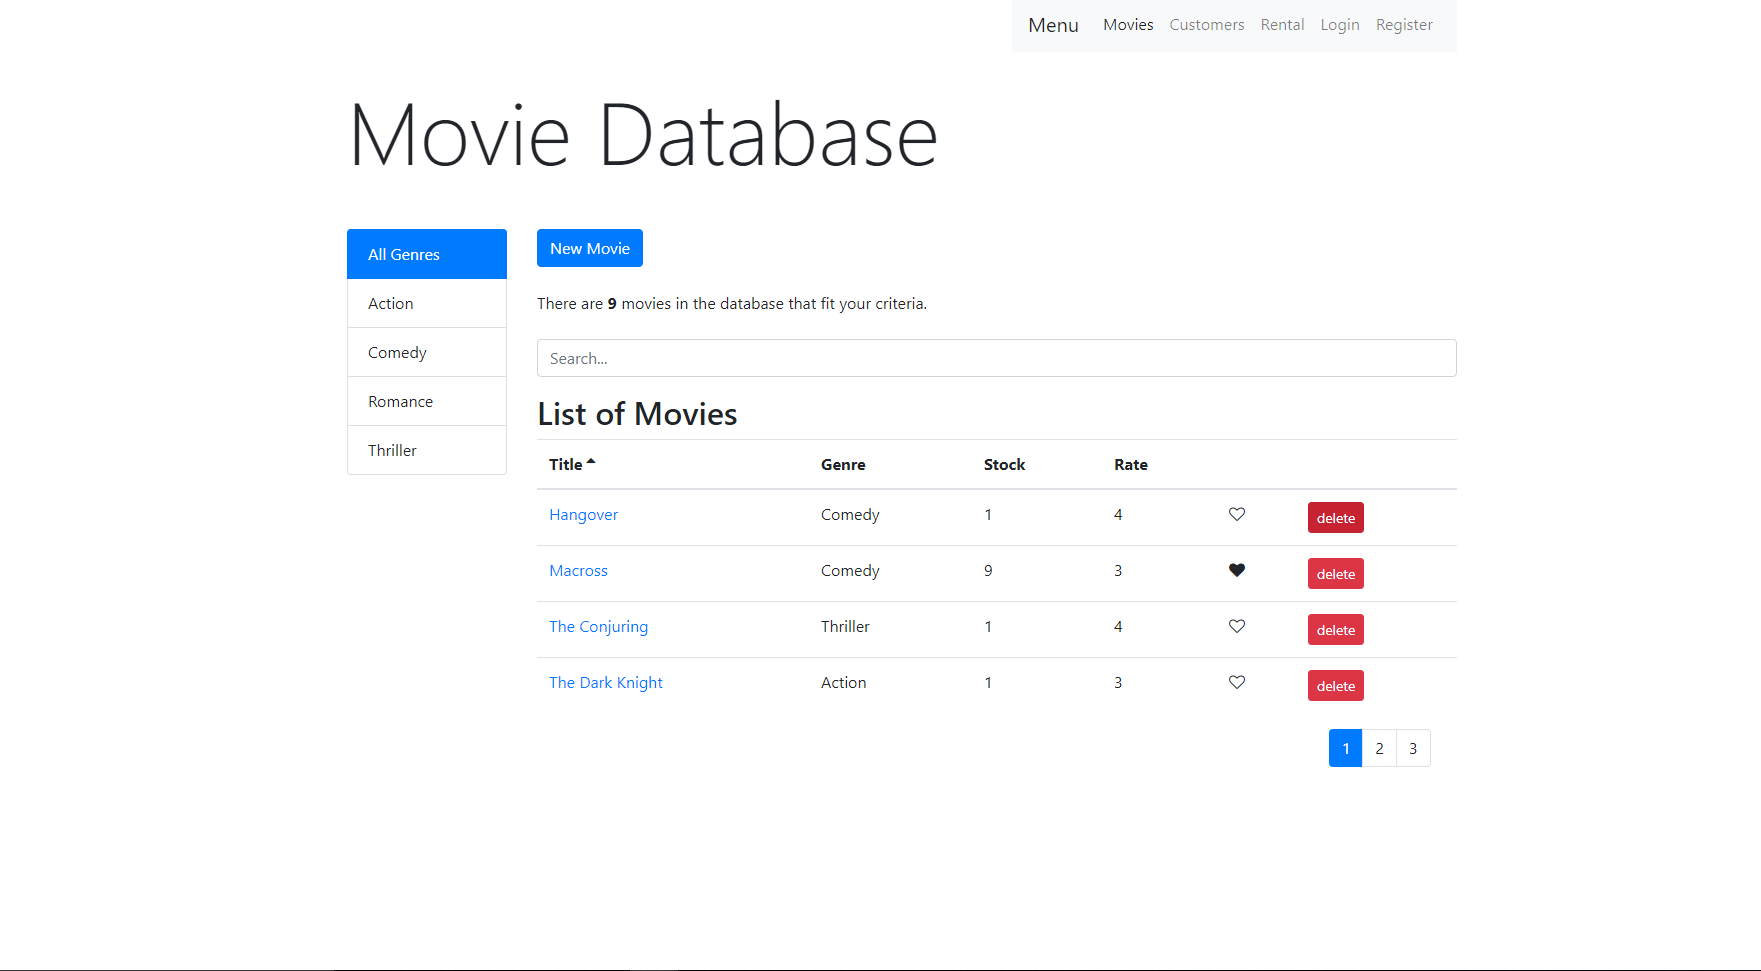 Menu Movies Customers Rental Login Register
Movie Database
All Genres
Action
Comedy
Romance
Thriller
New Movie
There are 9 movies in the database that fit your criteria.
Search...
List of Movies
Title Genre Stock Rate
Hangover Comedy 1 4 delete
Macross Comedy 9 3 delete
The Conjuring Thriller 1 4 delete
The Dark Knight Action 1 3 delete
1 2 3